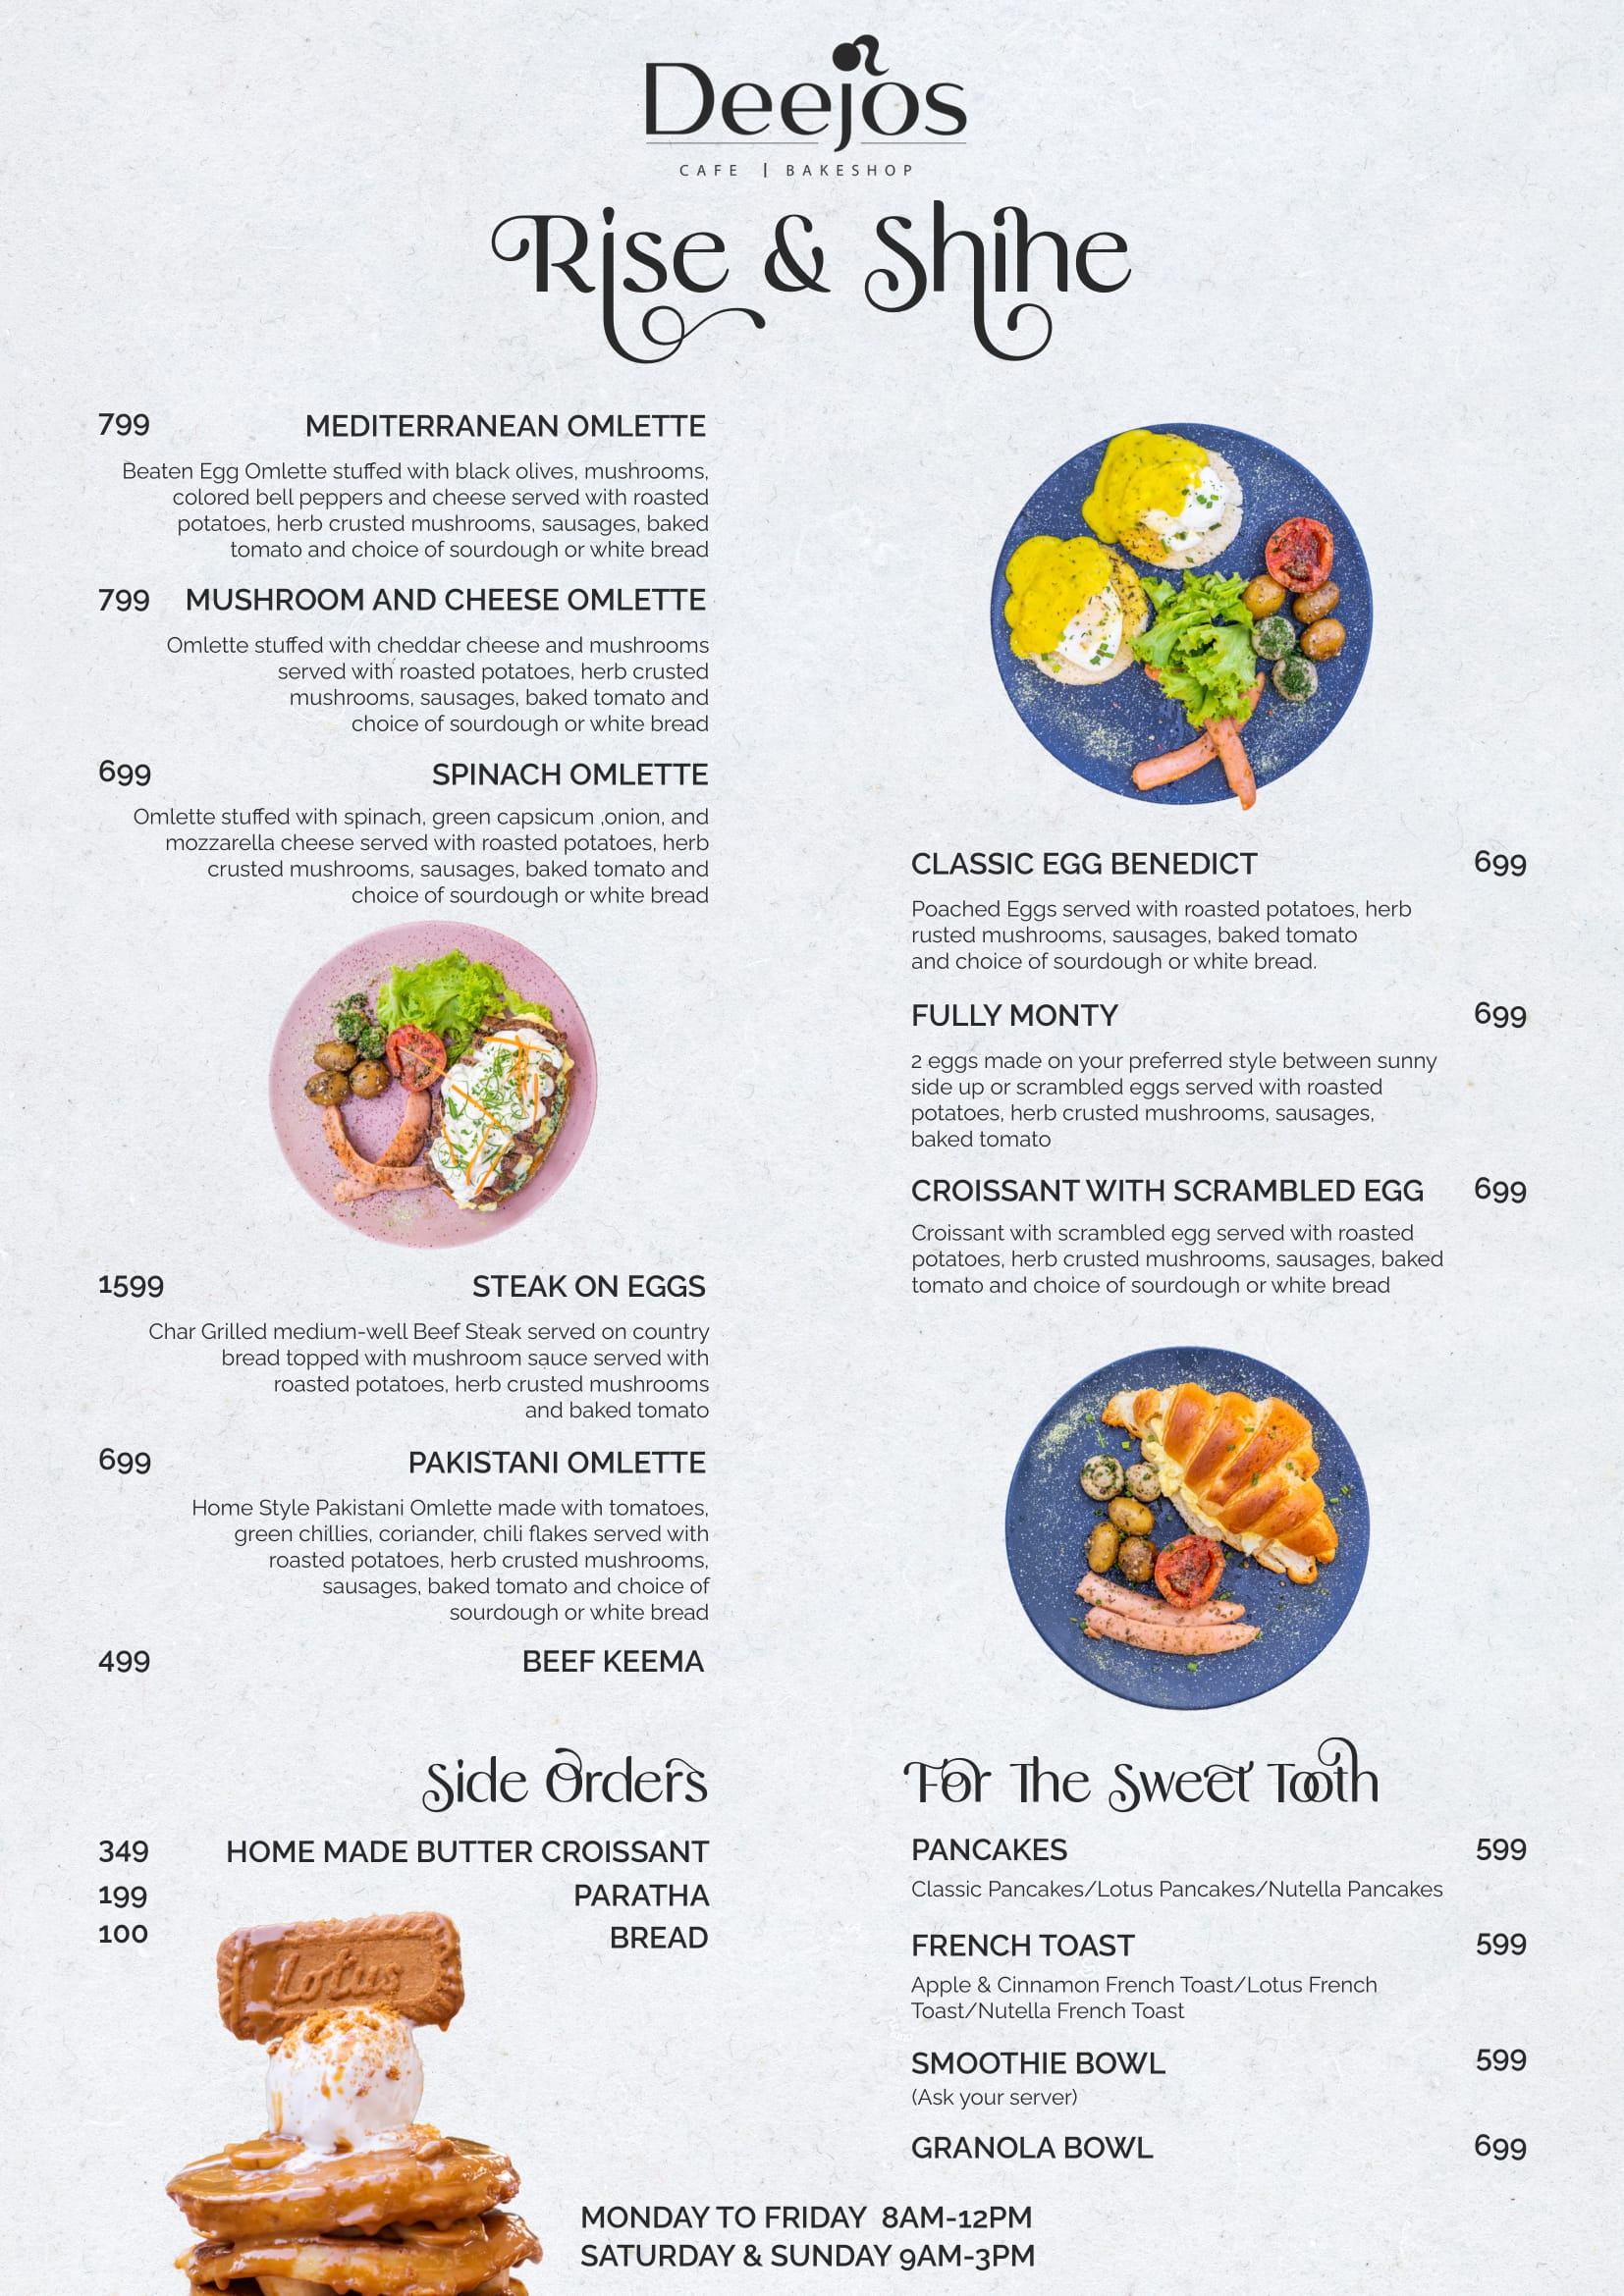 Deejos
CAFE | BAKESHOP
Rise & Shine
799 MEDITERRANEAN OMLETTE
Beaten Egg Omlette stuffed with black olives, mushrooms,
colored bell peppers and cheese served with roasted
potatoes, herb crusted mushrooms, sausages, baked
tomato and choice of sourdough or white bread
799 MUSHROOM AND CHEESE OMLETTE
Omlette stuffed with cheddar cheese and mushrooms
served with roasted potatoes, herb crusted
mushrooms, sausages, baked tomato and
choice of sourdough or white bread
699 SPINACH OMLETTE
Omlette stuffed with spinach, green capsicum ,onion, and
mozzarella cheese served with roasted potatoes, herb
crusted mushrooms, sausages, baked tomato and
choice of sourdough or white bread
1599 STEAK ON EGGS
Char Grilled medium-well Beef Steak served on country
bread topped with mushroom sauce served with
roasted potatoes, herb crusted mushrooms
and baked tomato
699 PAKISTANI OMLETTE
Home Style Pakistani Omlette made with tomatoes,
green chillies, coriander, chili flakes served with
roasted potatoes, herb crusted mushrooms,
sausages, baked tomato and choice of
sourdough or white bread
499 BEEF KEEMA
Side Orders
349 HOME MADE BUTTER CROISSANT
199 PARATHA
100 BREAD
Lotus
CLASSIC EGG BENEDICT 699
Poached Eggs served with roasted potatoes, herb
rusted mushrooms, sausages, baked tomato
and choice of sourdough or white bread.
FULLY MONTY 699
2 eggs made on your preferred style between sunny
side up or scrambled eggs served with roasted
potatoes, herb crusted mushrooms, sausages,
baked tomato
CROISSANT WITH SCRAMBLED EGG 699
Croissant with scrambled egg served with roasted
potatoes, herb crusted mushrooms, sausages, baked
tomato and choice of sourdough or white bread
For The Sweet Tooth
PANCAKES 599
Classic Pancakes/Lotus Pancakes/Nutella Pancakes
FRENCH TOAST 599
Apple & Cinnamon French Toast/Lotus French
Toast/Nutella French Toast
SMOOTHIE BOWL 599
(Ask your server)
GRANOLA BOWL 699
MONDAY TO FRIDAY 8AM-12PM
SATURDAY & SUNDAY 9AM-3PM